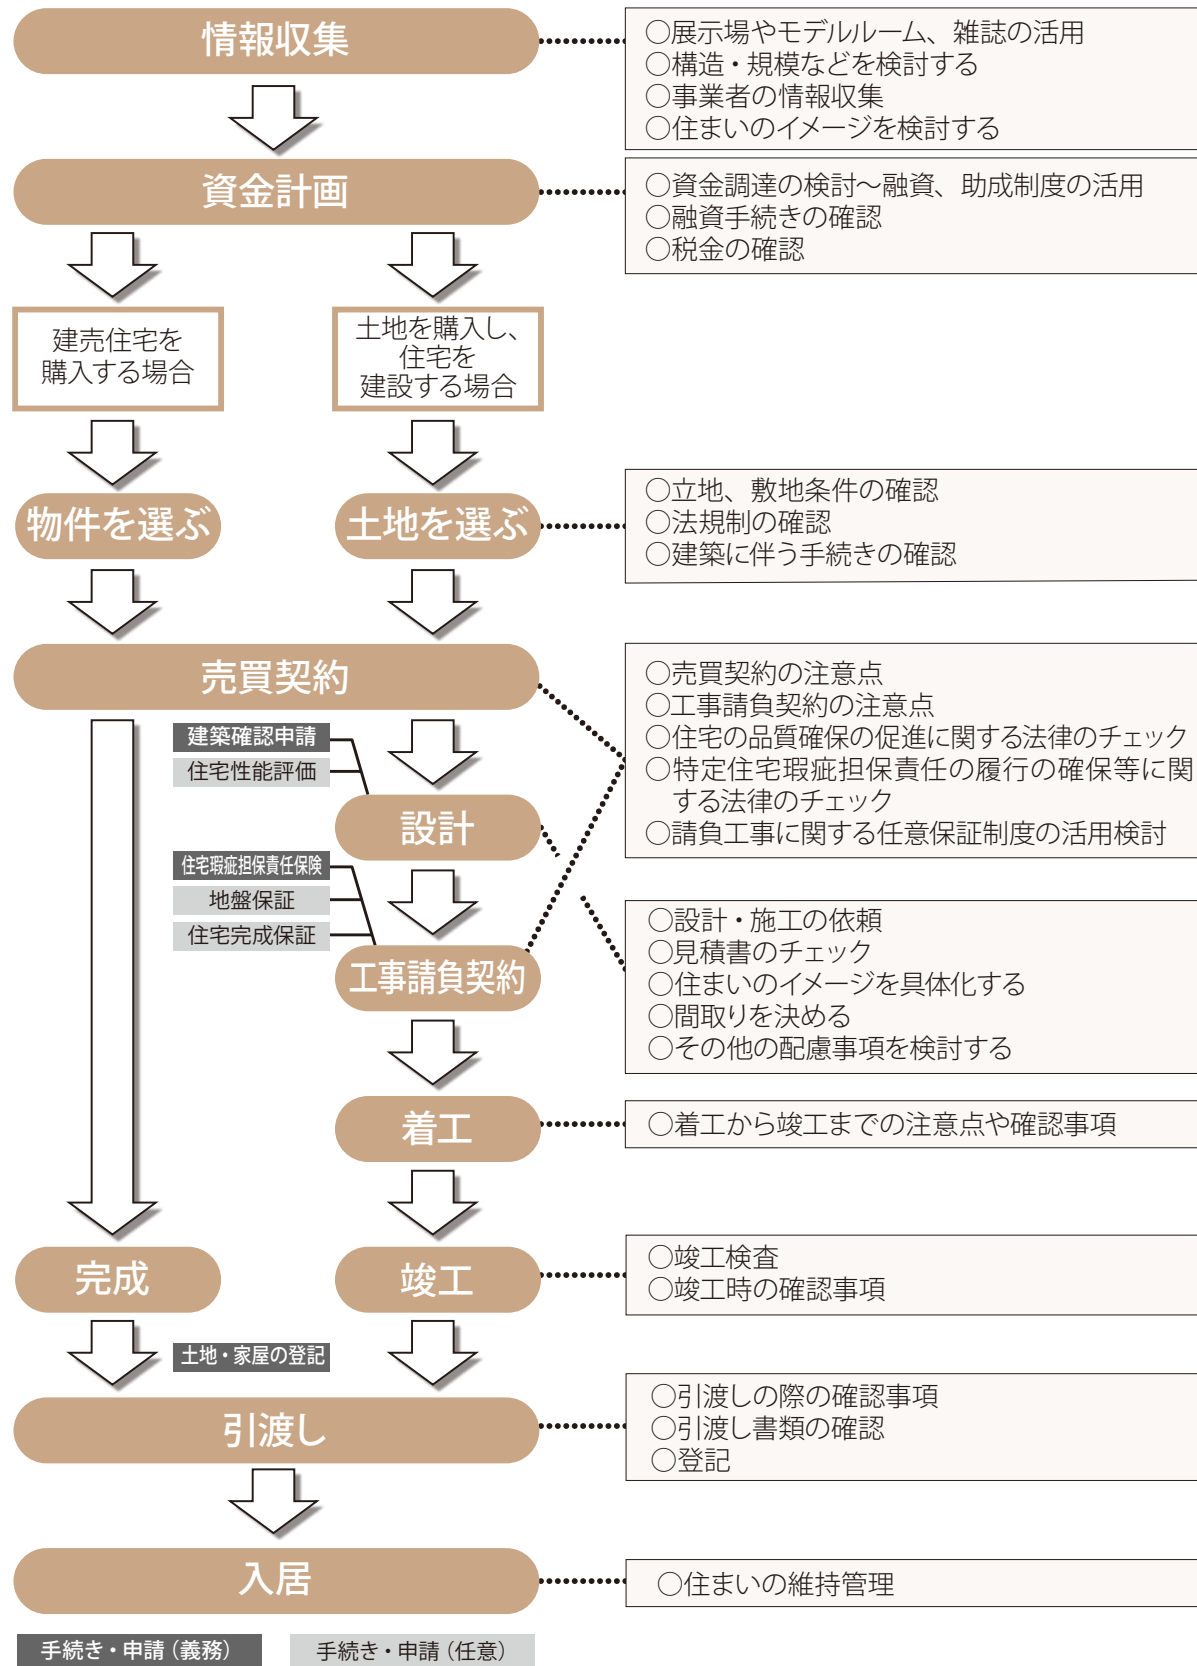 情報収集
○展示場やモデルルーム、雑誌の活用
○構造・規模などを検討する
○事業者の情報収集
○住まいのイメージを検討する
資金計画
○資金調達の検討～融資、助成制度の活用
○融資手続きの確認
○税金の確認
建売住宅を
購入する場合
土地を購入し、
住宅を
建設する場合
物件を選ぶ
土地を選ぶ
○立地、敷地条件の確認
○法規制の確認
○建築に伴う手続きの確認
売買契約
○売買契約の注意点
○工事請負契約の注意点
○住宅の品質確保の促進に関する法律のチェック
○特定住宅瑕疵担保責任の履行の確保等に関
する法律のチェック
○請負工事に関する任意保証制度の活用検討
建築確認申請
住宅性能評価
設計
住宅瑕疵担保責任保険
地盤保証
住宅完成保証
工事請負契約
○設計・施工の依頼
○見積書のチェック
○住まいのイメージを具体化する
○間取りを決める
○その他の配慮事項を検討する
着工
○着工から竣工までの注意点や確認事項
完成
竣工
○竣工検査
○竣工時の確認事項
土地・家屋の登記
引渡し
○引渡しの際の確認事項
○引渡し書類の確認
○登記
入居
○住まいの維持管理
手続き・申請（義務）
手続き・申請（任意）